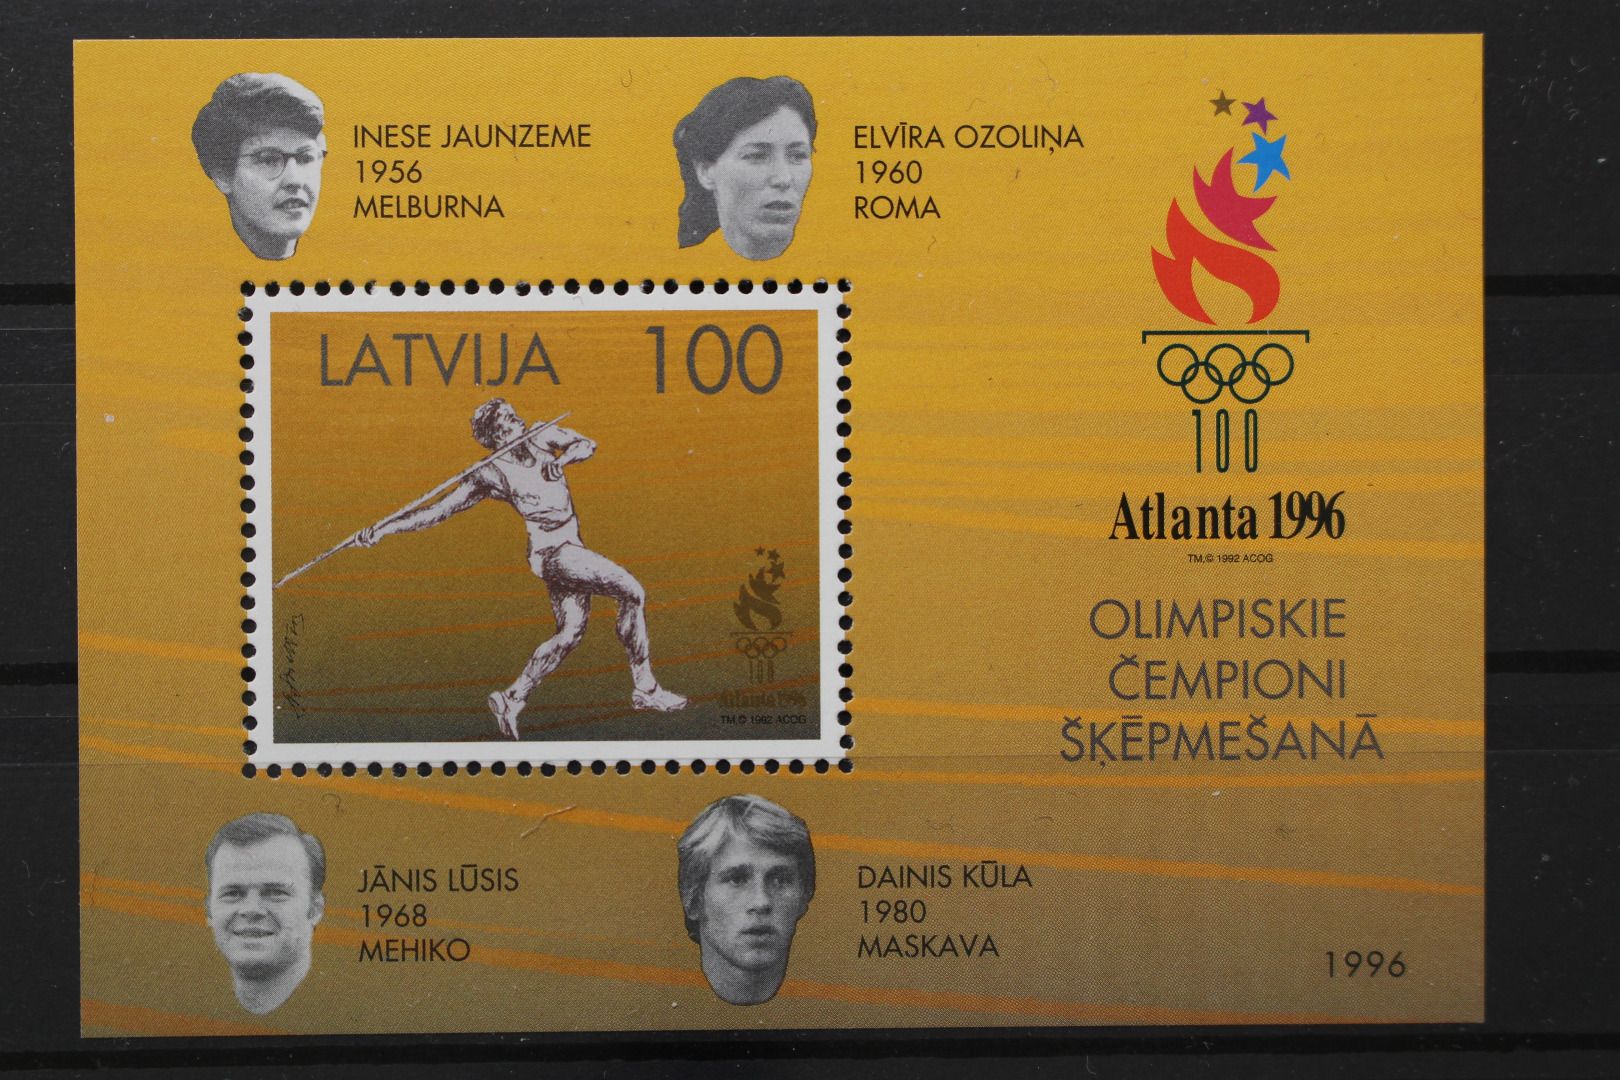 INESE JAUNZEME
1956
MELBURNA
ELVĪRA OZOLIŅA
1960
ROMA
LATVIJA 100
Atlanta 1996
TM,© 1992 ACOG
100
Atlanta 1996
TM,© 1992 ACOG
OLIMPISKIE
ČEMPIONI
ŠĶĒPMEŠANĀ
JĀNIS LŪSIS
1968
MEHIKO
DAINIS KŪLA
1980
MASKAVA
1996